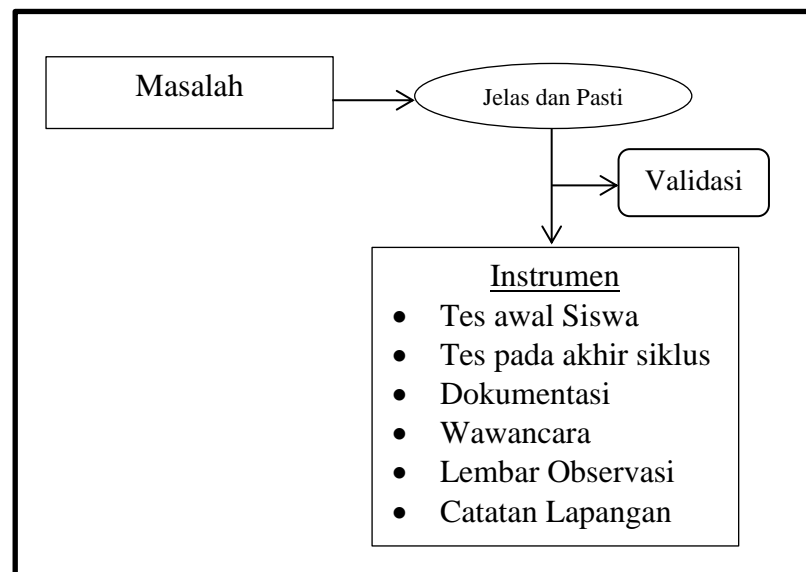 Masalah
Jelas dan Pasti
Validasi
Instrumen
• Tes awal Siswa
• Tes pada akhir siklus
• Dokumentasi
• Wawancara
• Lembar Observasi
• Catatan Lapangan